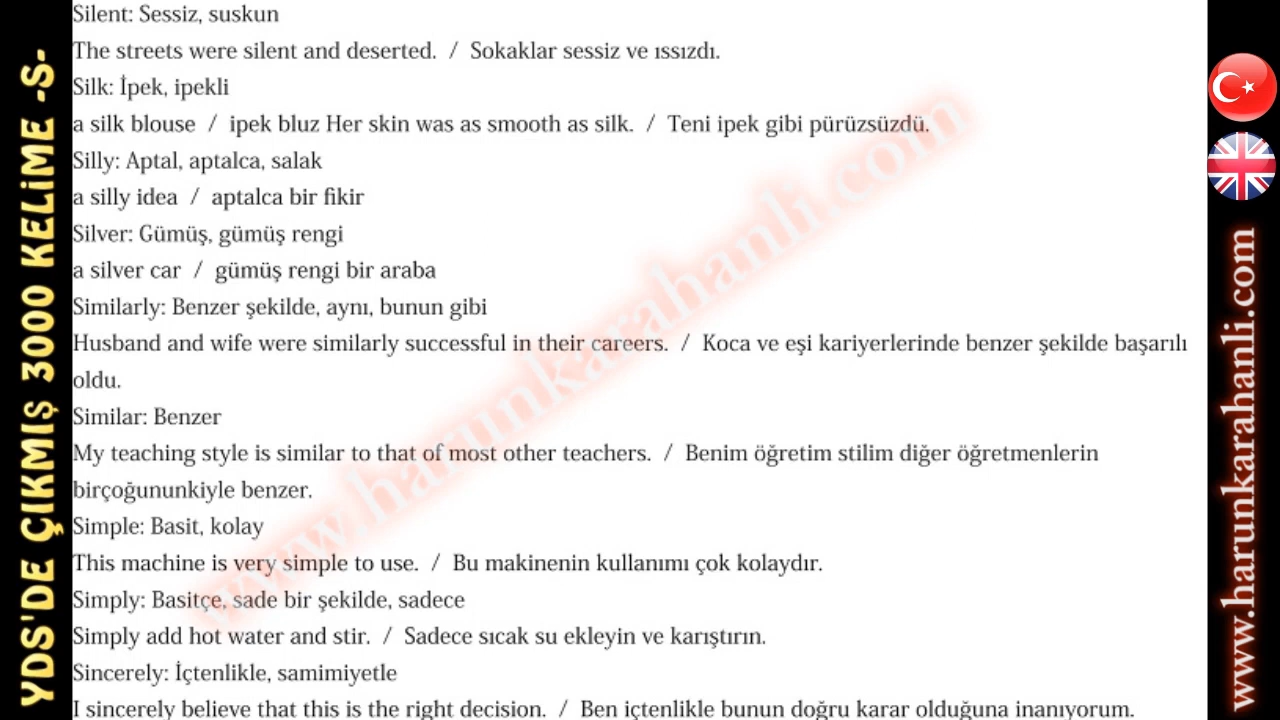 YDS'DE ÇIKMIŞ 3000 KELİME -S-
Silent: Sessiz, suskun
The streets were silent and deserted. / Sokaklar sessiz ve ıssızdı.
Silk: İpek, ipekli
a silk blouse / ipek bluz Her skin was as smooth as silk. / Teni ipek gibi pürüzsüzdü.
Silly: Aptal, aptalca, salak
a silly idea / aptalca bir fikir
Silver: Gümüş, gümüş rengi
a silver car / gümüş rengi bir araba
Similarly: Benzer şekilde, aynı, bunun gibi
Husband and wife were similarly successful in their careers. / Koca ve eşi kariyerlerinde benzer şekilde başarılı
oldu.
Similar: Benzer
My teaching style is similar to that of most other teachers. / Benim öğretim stilim diğer öğretmenlerin
birçoğununkiyle benzer.
Simple: Basit, kolay
This machine is very simple to use. / Bu makinenin kullanımı çok kolaydır.
Simply: Basitçe, sade bir şekilde, sadece
Simply add hot water and stir. / Sadece sıcak su ekleyin ve karıştırın.
Sincerely: İçtenlikle, samimiyetle
I sincerely believe that this is the right decision. / Ben içtenlikle bunun doğru karar olduğuna inanıyorum.
www.harunkarahanli.com
www.harunkarahanli.com